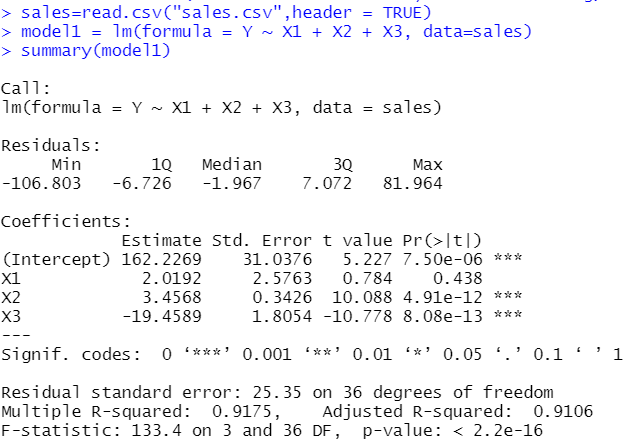 > sales=read.csv("sales.csv",header = TRUE)
> model1 = lm(formula = Y ~ X1 + X2 + X3, data=sales)
> summary(model1)
Call:
lm(formula = Y ~ X1 + X2 + X3, data = sales)
Residuals:
     Min       1Q   Median       3Q      Max
-106.803   -6.726   -1.967    7.072   81.964
Coefficients:
            Estimate Std. Error t value Pr(>|t|)
(Intercept) 162.2269    31.0376   5.227 7.50e-06 ***
X1            2.0192     2.5763   0.784    0.438
X2            3.4568     0.3426  10.088 4.91e-12 ***
X3          -19.4589     1.8054 -10.778 8.08e-13 ***
---
Signif. codes:  0 ‘***’ 0.001 ‘**’ 0.01 ‘*’ 0.05 ‘.’ 0.1 ‘ ’ 1
Residual standard error: 25.35 on 36 degrees of freedom
Multiple R-squared:  0.9175,    Adjusted R-squared:  0.9106
F-statistic: 133.4 on 3 and 36 DF,  p-value: < 2.2e-16